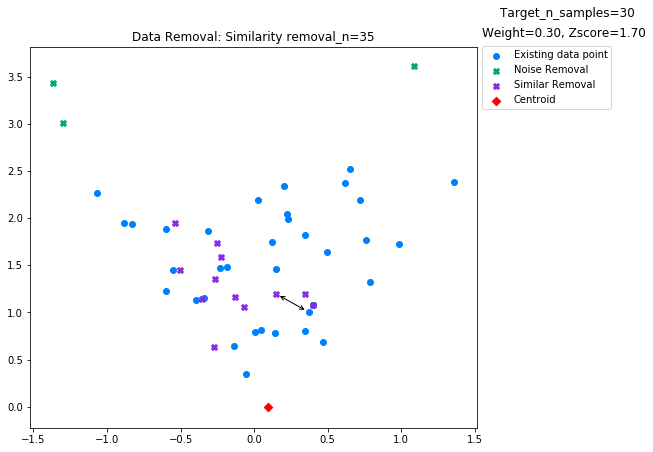 Target_n_samples=30
Weight=0.30, Zscore=1.70
Data Removal: Similarity removal_n=35
Existing data point
Noise Removal
Similar Removal
Centroid
3.5
3.0
2.5
2.0
1.5
1.0
0.5
0.0
−1.5 −1.0 −0.5 0.0 0.5 1.0 1.5